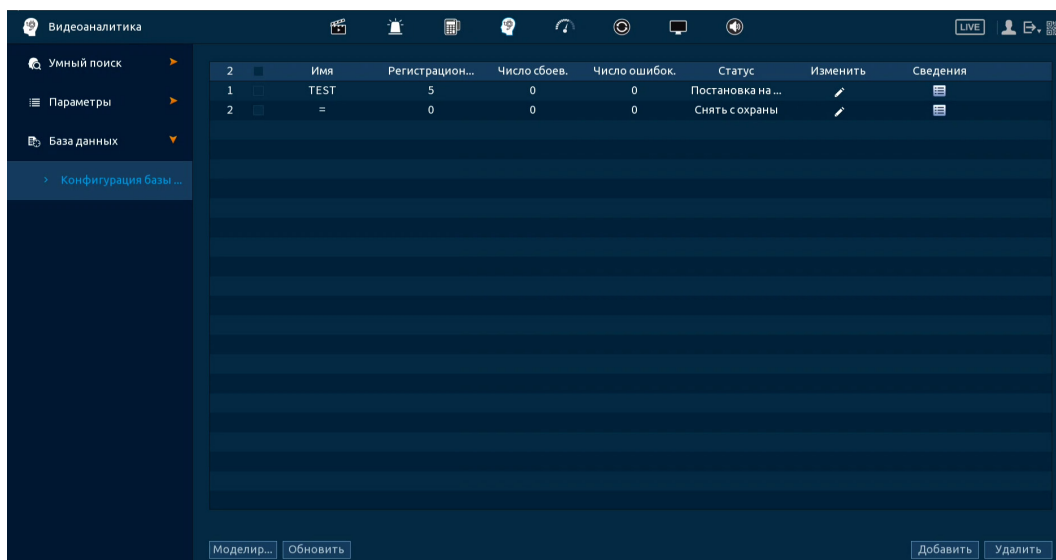 Видеоаналитика LIVE
Умный поиск
Параметры
База данных
Конфигурация базы ...
2 Имя Регистрацион... Число сбоев. Число ошибок. Статус Изменить Сведения
1 TEST 5 0 0 Постановка на ...
2 = 0 0 0 Снять с охраны
Моделир... Обновить Добавить Удалить